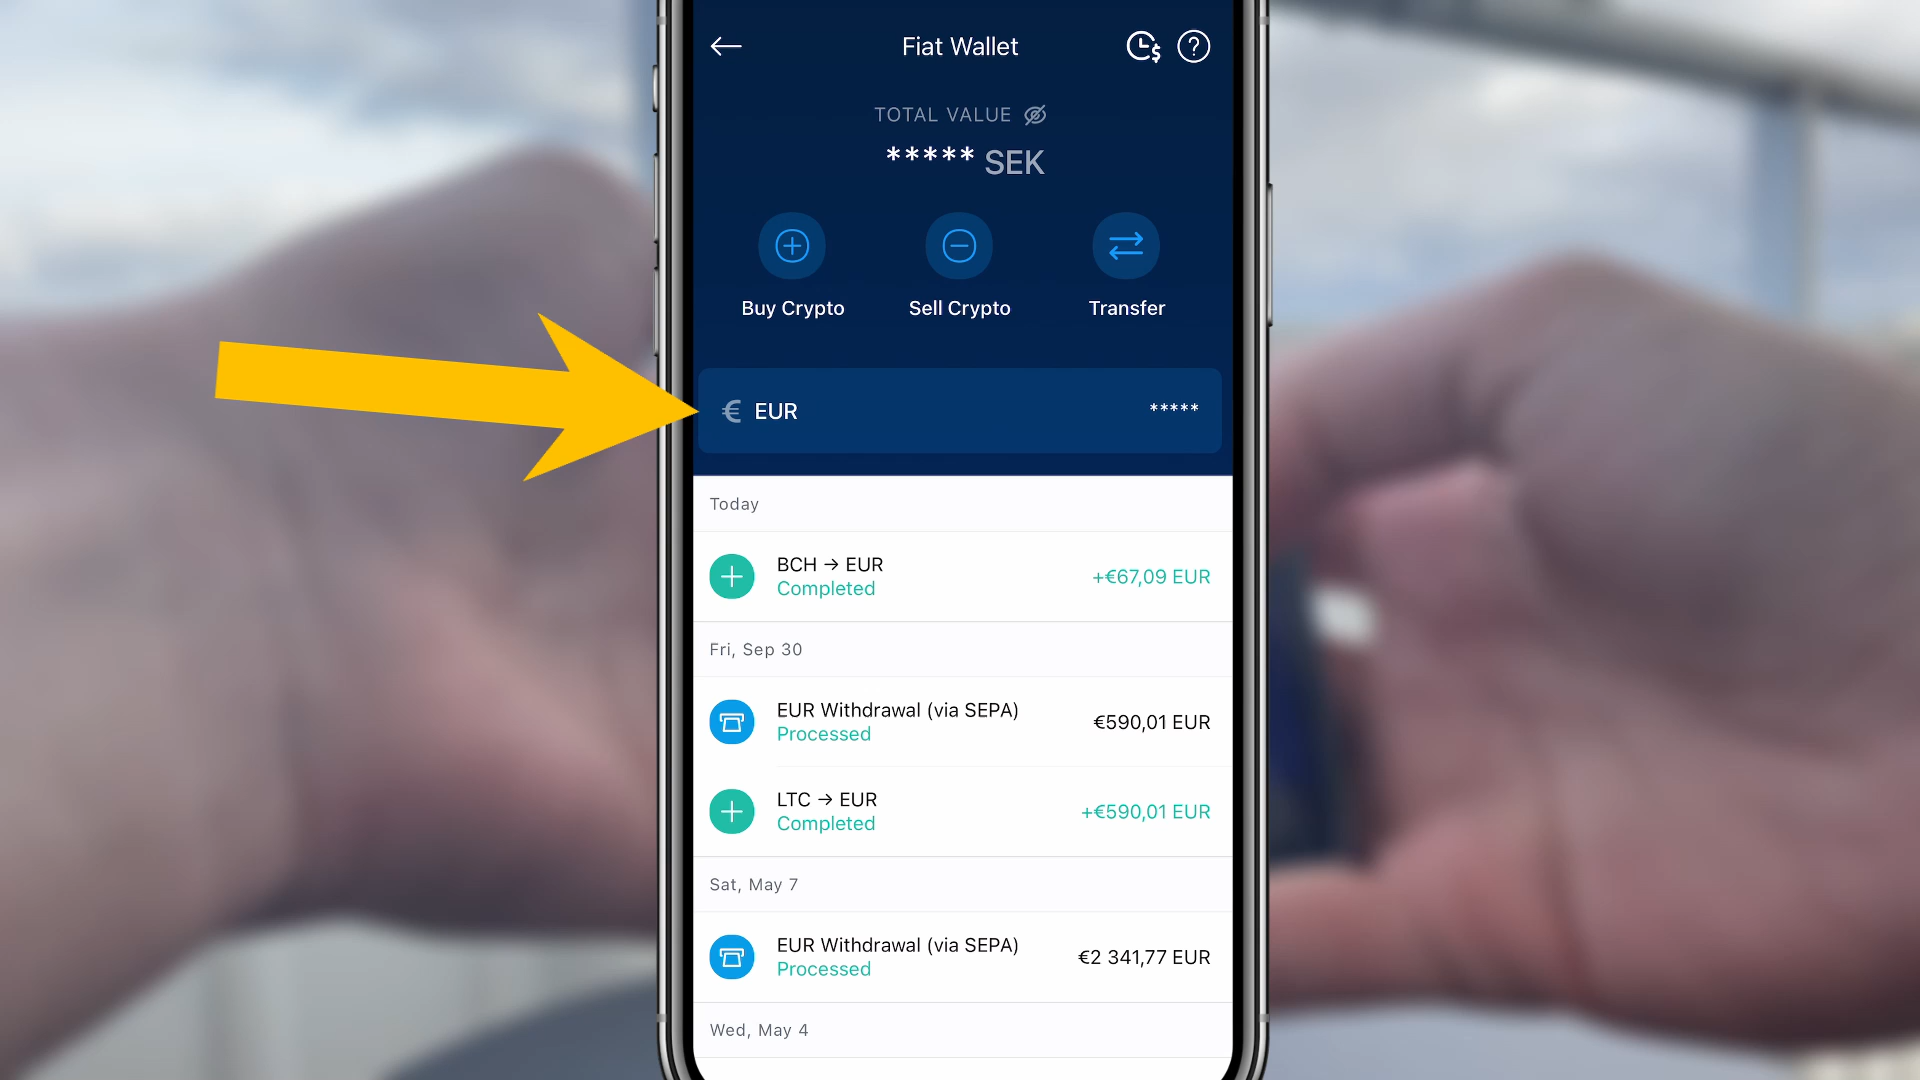 Fiat Wallet
TOTAL VALUE
***** SEK
Buy Crypto
Sell Crypto
Transfer
€ EUR
*****
Today
BCH → EUR
Completed
+€67,09 EUR
Fri, Sep 30
EUR Withdrawal (via SEPA)
Processed
€590,01 EUR
LTC → EUR
Completed
+€590,01 EUR
Sat, May 7
EUR Withdrawal (via SEPA)
Processed
€2 341,77 EUR
Wed, May 4